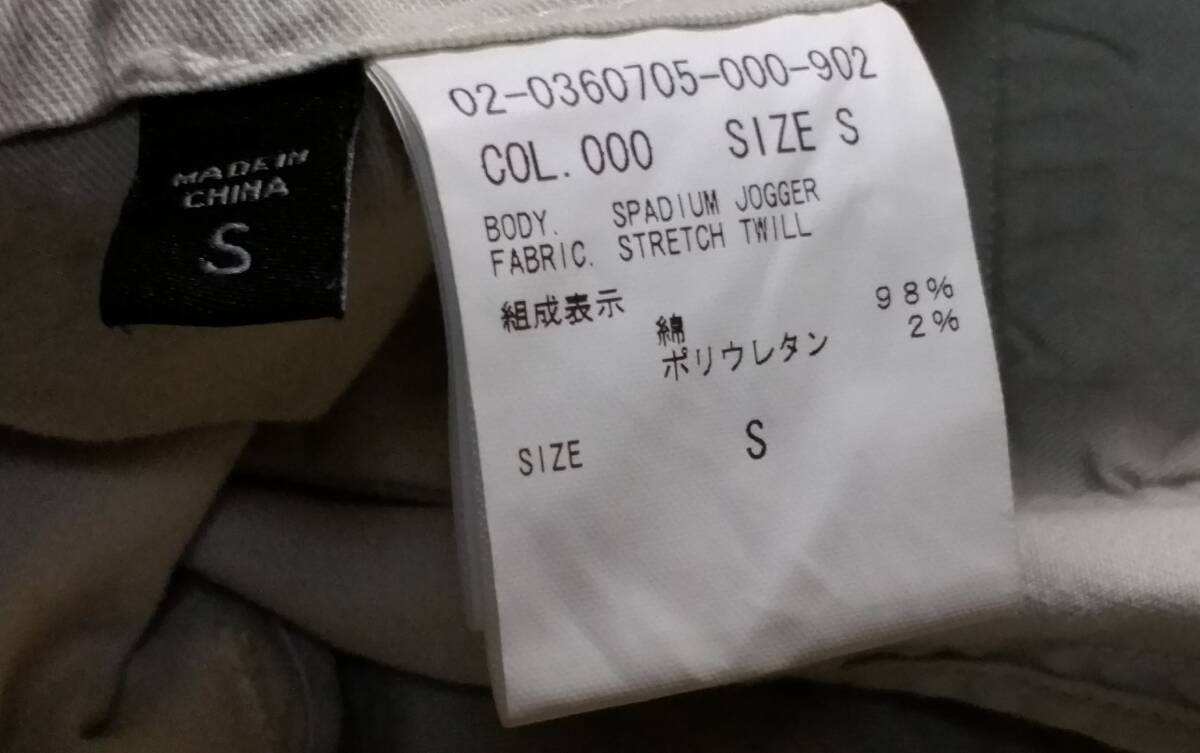 MADE IN
CHINA
S
02-0360705-000-902
COL.000 SIZE S
BODY. SPADIUM JOGGER
FABRIC. STRETCH TWILL
組成表示
綿 98%
ポリウレタン 2%
SIZE S